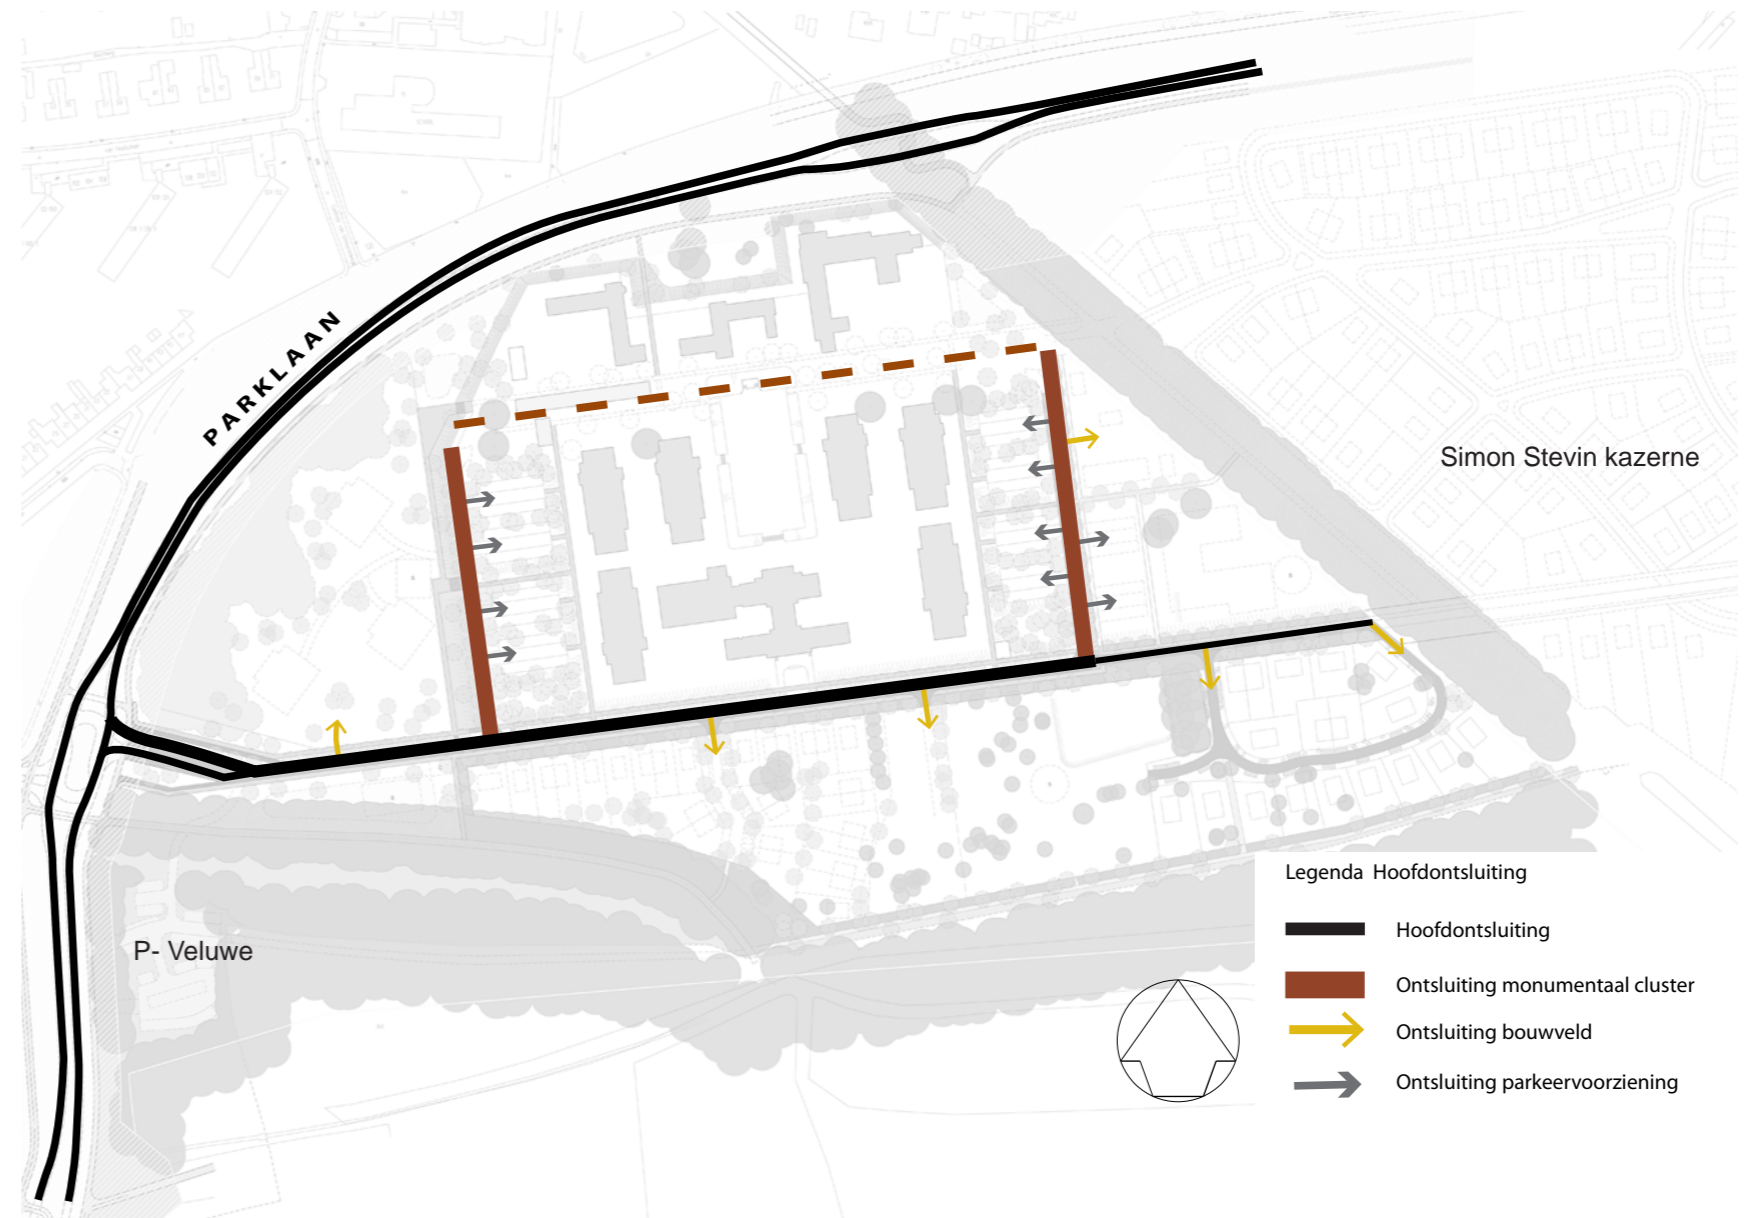 PARKLAAN
Simon Stevin kazerne
P- Veluwe
Legenda Hoofdontsluiting
Hoofdontsluiting
Ontsluiting monumentaal cluster
Ontsluiting bouwveld
Ontsluiting parkeervoorziening